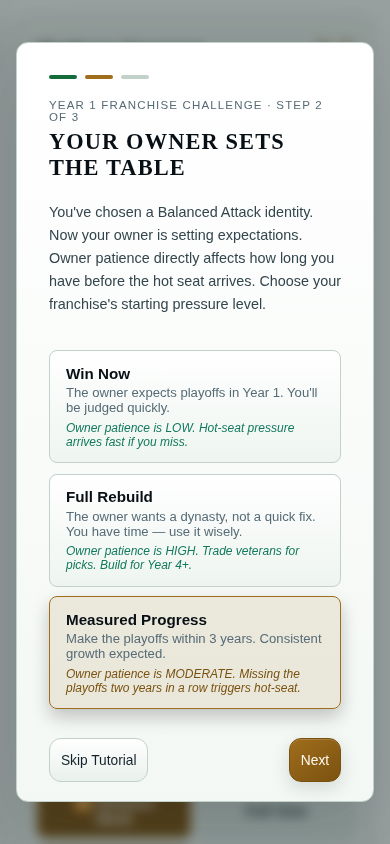 YEAR 1 FRANCHISE CHALLENGE · STEP 2
OF 3
YOUR OWNER SETS
THE TABLE
You've chosen a Balanced Attack identity.
Now your owner is setting expectations.
Owner patience directly affects how long you
have before the hot seat arrives. Choose your
franchise's starting pressure level.
Win Now
The owner expects playoffs in Year 1. You'll
be judged quickly.
Owner patience is LOW. Hot-seat pressure
arrives fast if you miss.
Full Rebuild
The owner wants a dynasty, not a quick fix.
You have time — use it wisely.
Owner patience is HIGH. Trade veterans for
picks. Build for Year 4+.
Measured Progress
Make the playoffs within 3 years. Consistent
growth expected.
Owner patience is MODERATE. Missing the
playoffs two years in a row triggers hot-seat.
Skip Tutorial
Next